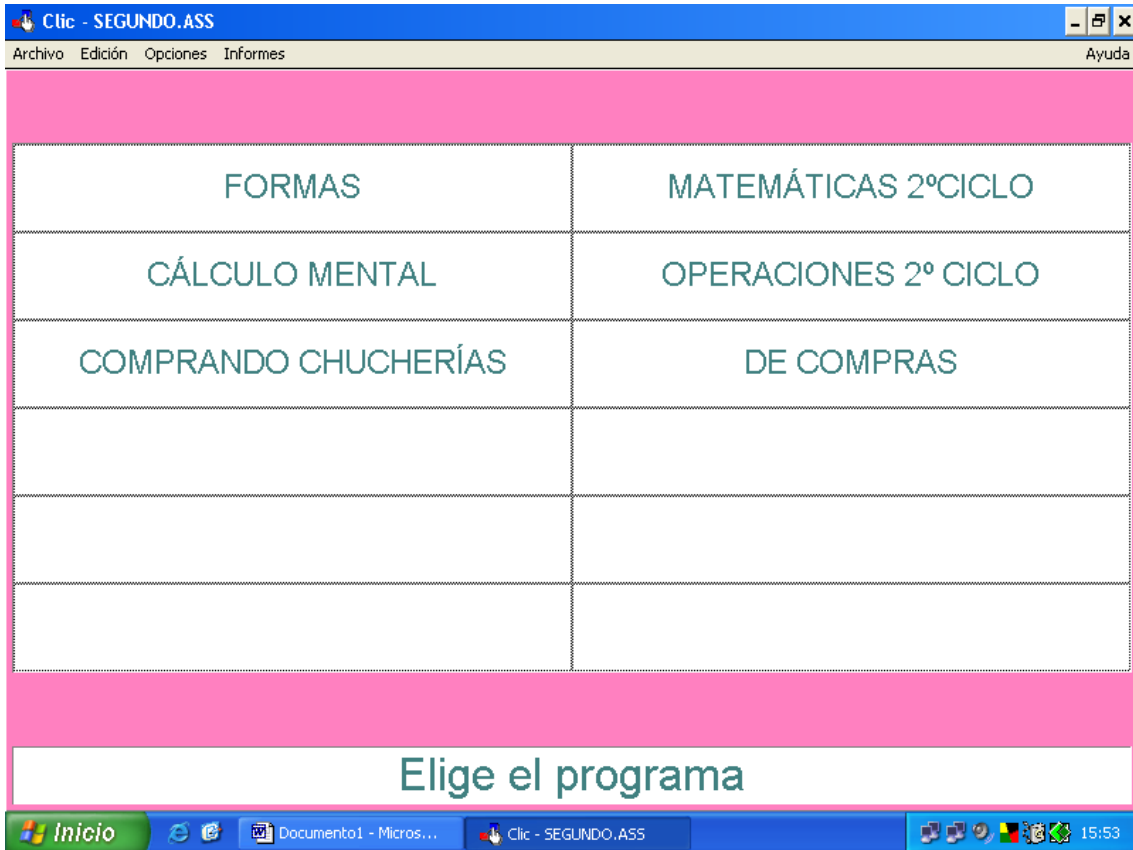 Clic - SEGUNDO.ASS
Archivo Edición Opciones Informes Ayuda
FORMAS MATEMÁTICAS 2ºCICLO
CÁLCULO MENTAL OPERACIONES 2º CICLO
COMPRANDO CHUCHERÍAS DE COMPRAS
Elige el programa
Inicio Documento1 - Micros... Clic - SEGUNDO.ASS 15:53